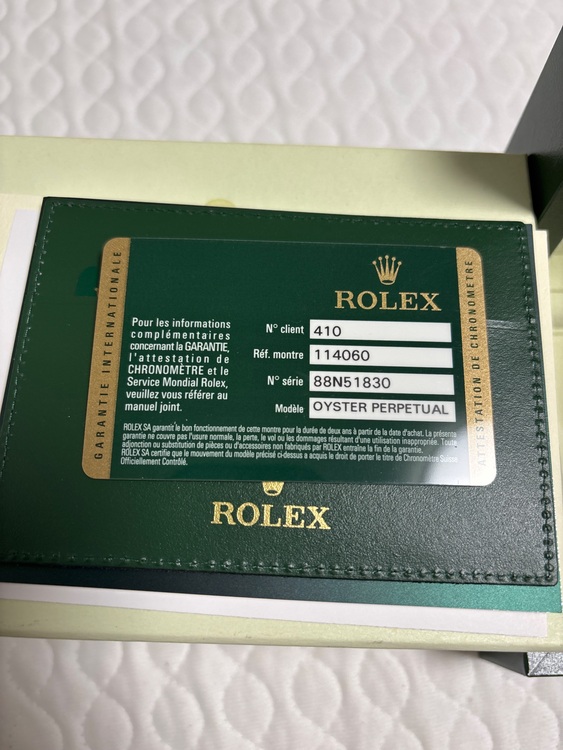 ROLEX
GARANTIE INTERNATIONALE
Pour les informations
complémentaires
concernant la GARANTIE,
l'attestation de
CHRONOMÈTRE et le
Service Mondial Rolex,
veuillez vous référer au
manuel joint.
N° client 410
Réf. montre 114060
N° série 88N51830
Modèle OYSTER PERPETUAL
ATTESTATION DE CHRONOMETRE
ROLEX SA garantit le bon fonctionnement de cette montre pour la durée de deux ans à partir de la date d'achat. La présente
garantie ne couvre pas l'usure normale, la perte, le vol ou les dommages résultant d'une utilisation inappropriée. Toute
adjonction ou substitution de pièces ou d'accessoires non fabriqués par ROLEX entraîne la fin de la garantie.
ROLEX SA certifie que le mouvement du modèle précisé ci-dessus a acquis le droit de porter le titre de Chronomètre Suisse
Officiellement Contrôlé.
ROLEX